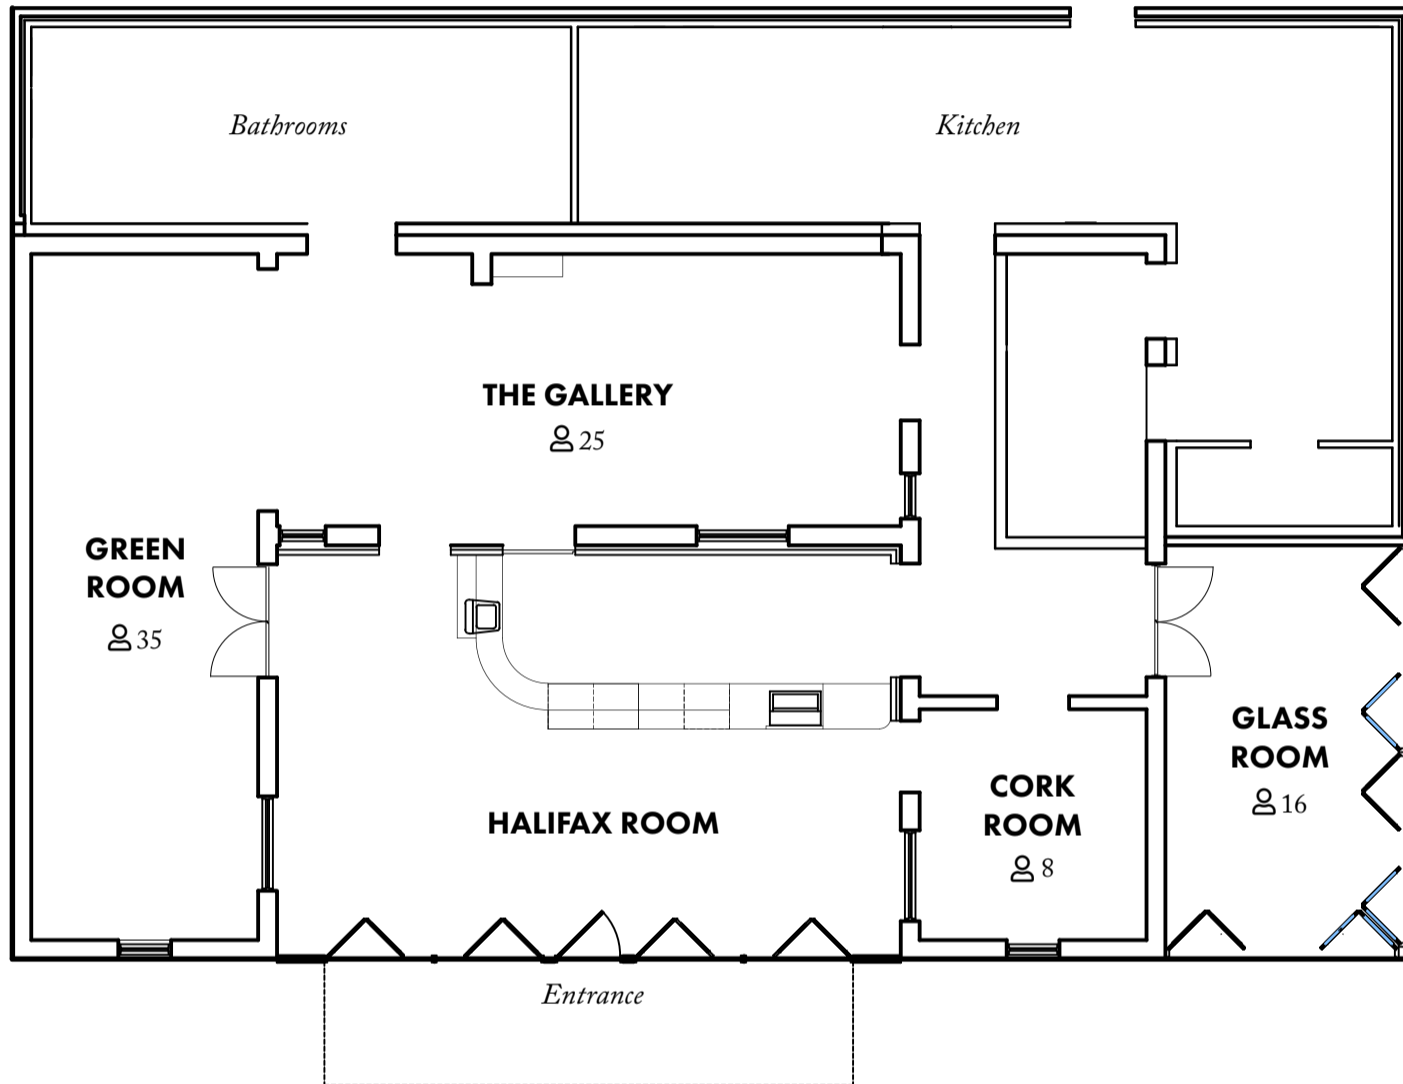 Bathrooms
Kitchen
THE GALLERY
25
GREEN
ROOM
35
GLASS
ROOM
16
CORK
ROOM
8
HALIFAX ROOM
Entrance